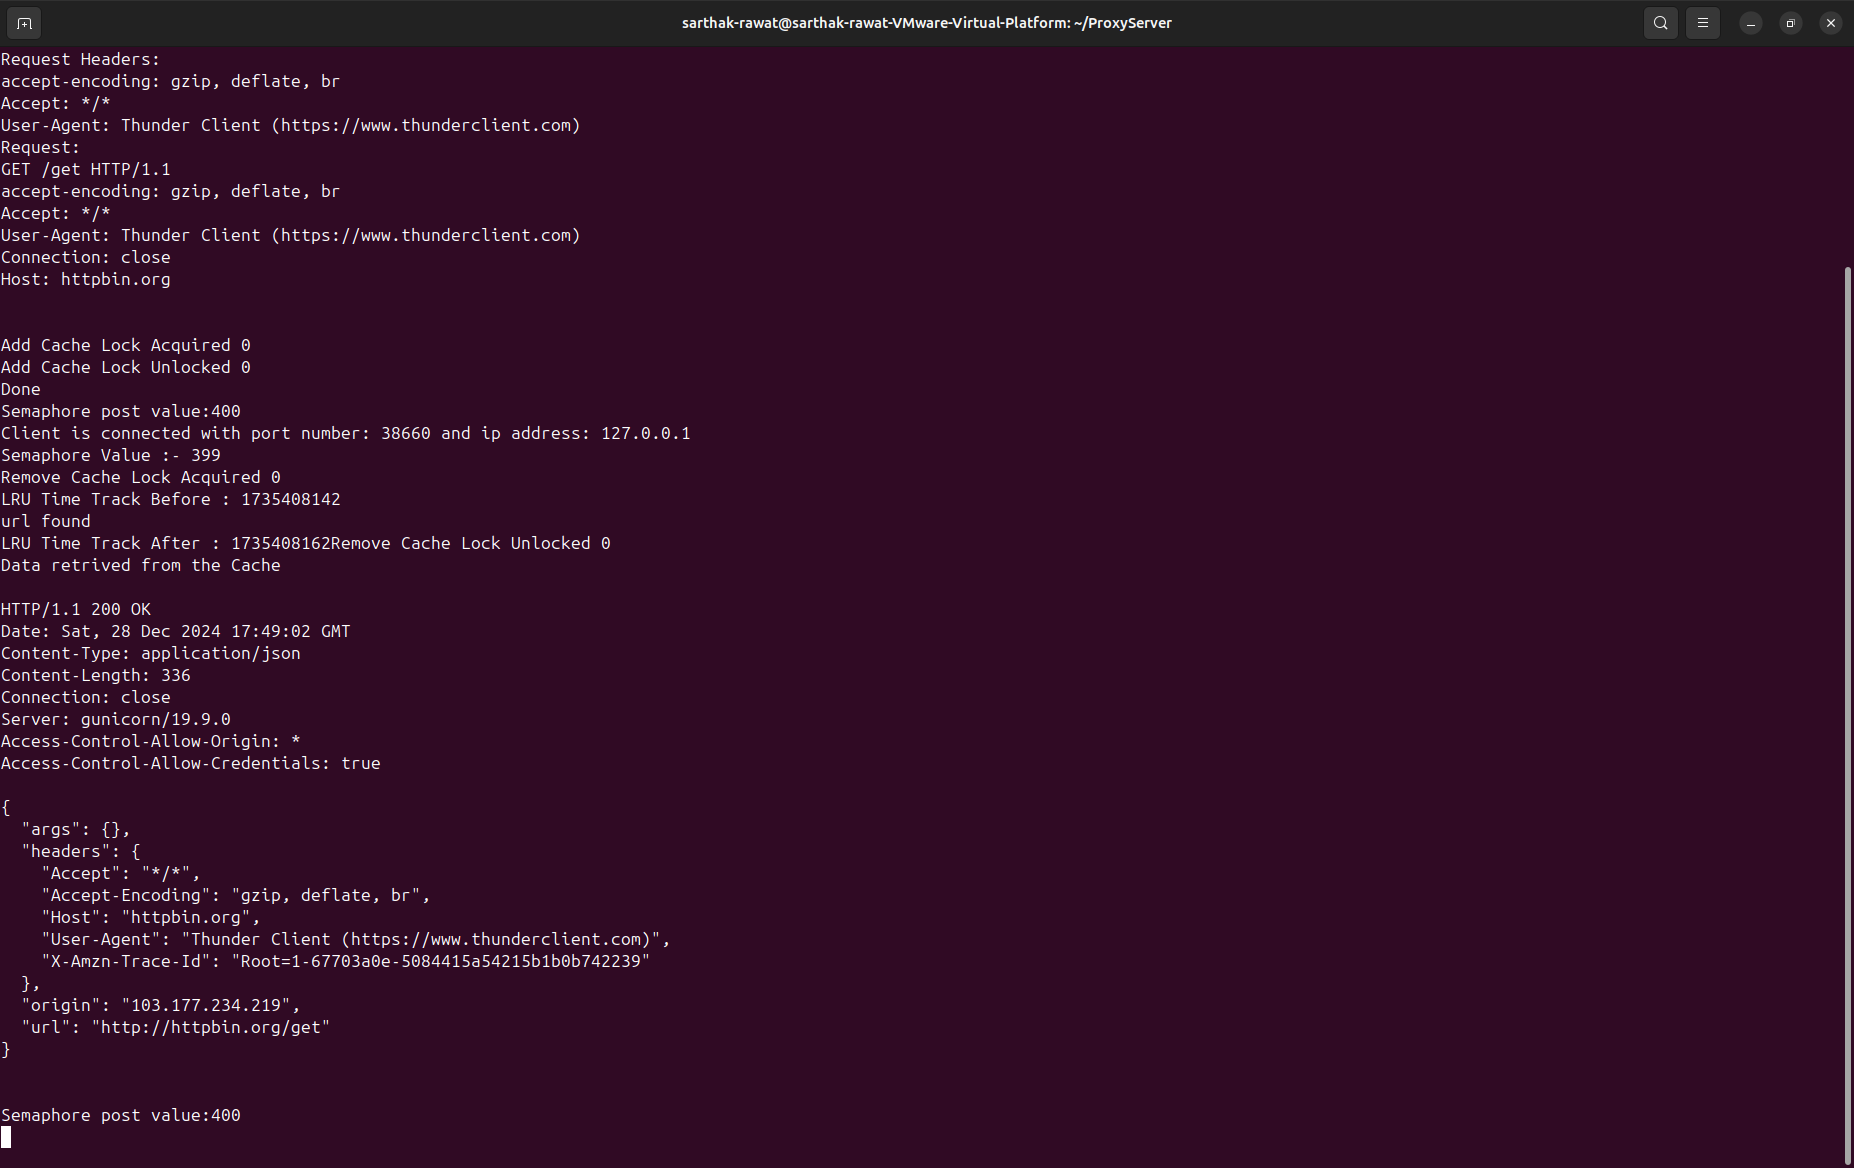 sarthak-rawat@sarthak-rawat-VMware-Virtual-Platform: ~/ProxyServer
Request Headers:
accept-encoding: gzip, deflate, br
Accept: */*
User-Agent: Thunder Client (https://www.thunderclient.com)
Request:
GET /get HTTP/1.1
accept-encoding: gzip, deflate, br
Accept: */*
User-Agent: Thunder Client (https://www.thunderclient.com)
Connection: close
Host: httpbin.org
Add Cache Lock Acquired 0
Add Cache Lock Unlocked 0
Done
Semaphore post value:400
Client is connected with port number: 38660 and ip address: 127.0.0.1
Semaphore Value :- 399
Remove Cache Lock Acquired 0
LRU Time Track Before : 1735408142
url found
LRU Time Track After : 1735408162Remove Cache Lock Unlocked 0
Data retrived from the Cache
HTTP/1.1 200 OK
Date: Sat, 28 Dec 2024 17:49:02 GMT
Content-Type: application/json
Content-Length: 336
Connection: close
Server: gunicorn/19.9.0
Access-Control-Allow-Origin: *
Access-Control-Allow-Credentials: true
{
  "args": {},
  "headers": {
    "Accept": "*/*",
    "Accept-Encoding": "gzip, deflate, br",
    "Host": "httpbin.org",
    "User-Agent": "Thunder Client (https://www.thunderclient.com)",
    "X-Amzn-Trace-Id": "Root=1-67703a0e-5084415a54215b1b0b742239"
  },
  "origin": "103.177.234.219",
  "url": "http://httpbin.org/get"
}
Semaphore post value:400